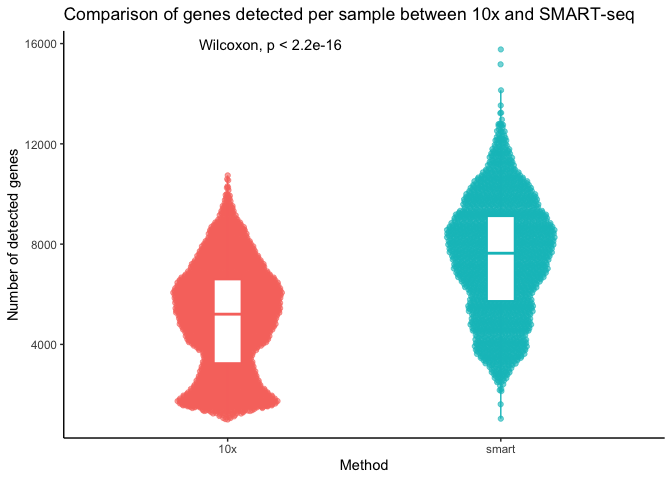 Comparison of genes detected per sample between 10x and SMART-seq
Wilcoxon, p < 2.2e-16
16000
12000
8000
4000
Number of detected genes
10x
smart
Method